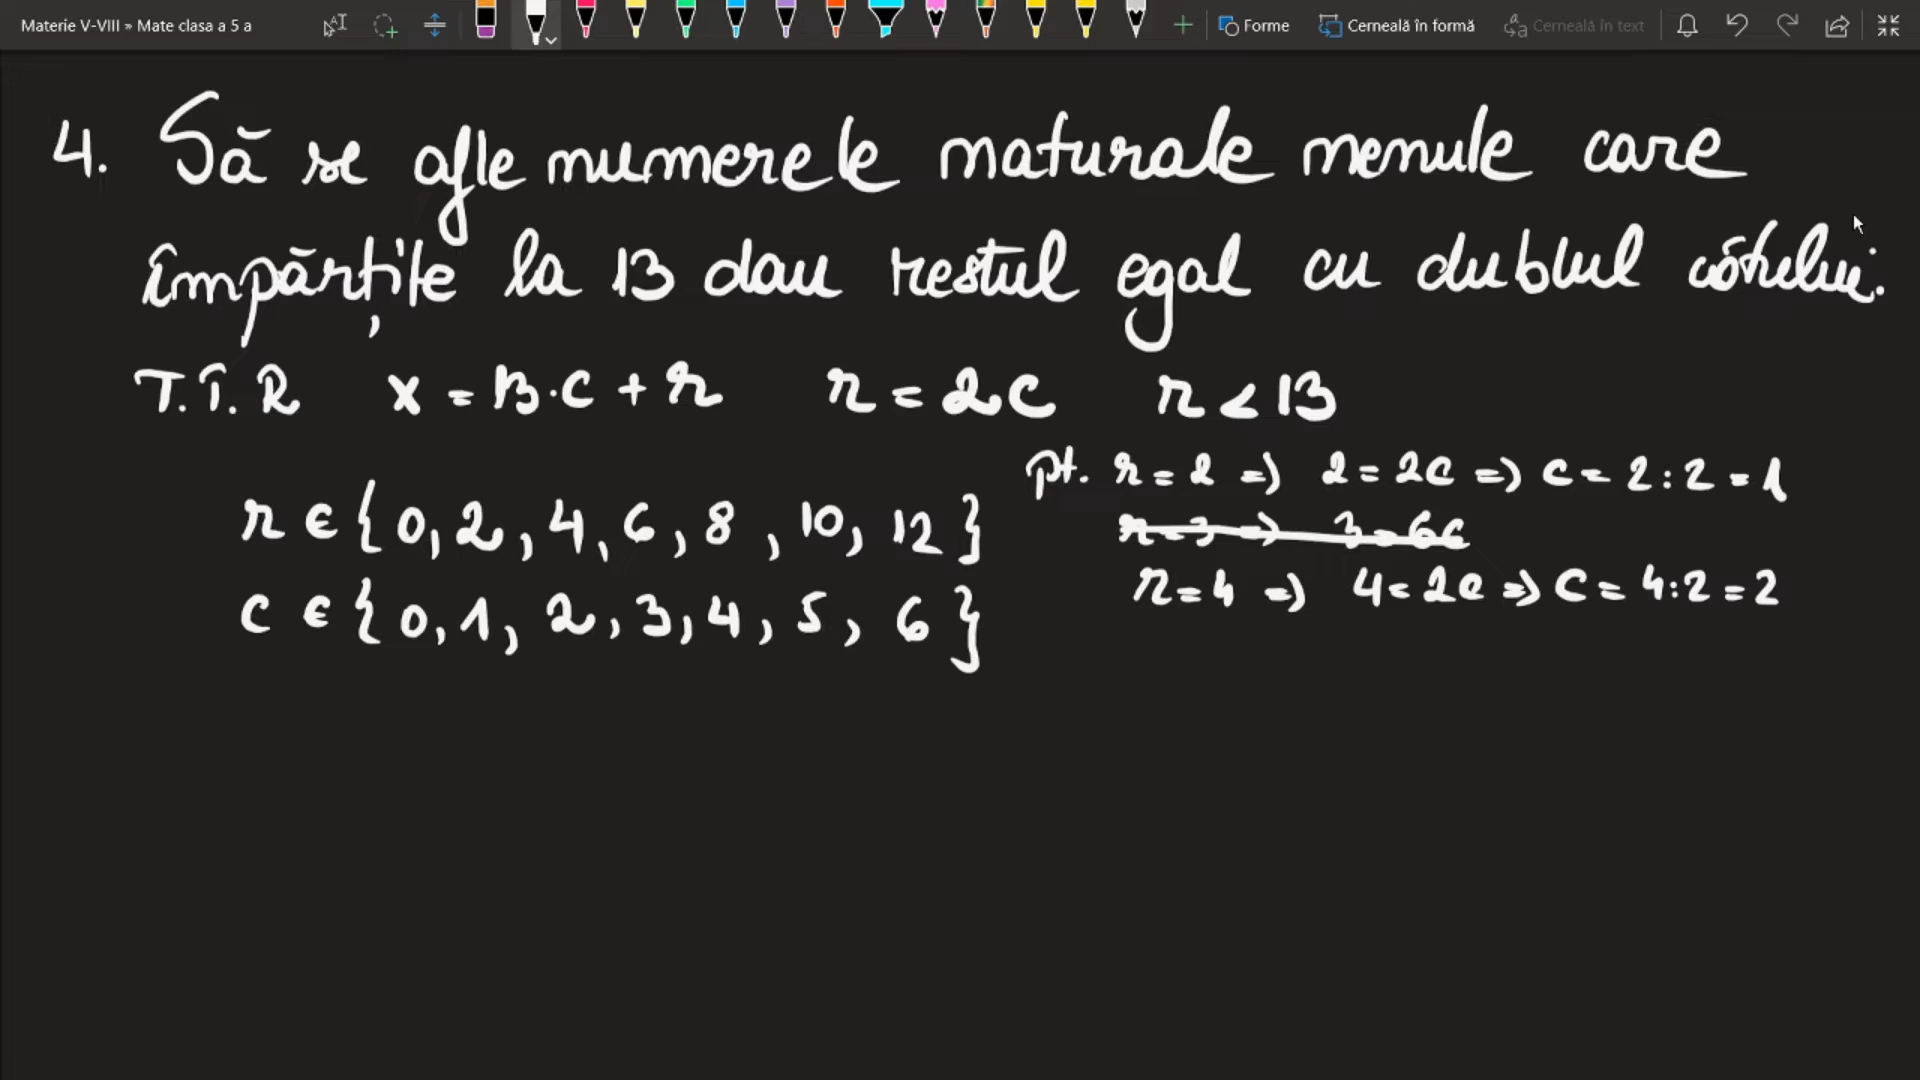 Materie V-VIII » Mate clasa a 5 a Forme Cerneală în formă Cerneală în text
4. Să se afle numerele naturale nenule care
împărțite la 13 dau restul egal cu dublul câtului.
T.Î.R x = 13·c + r r = 2c r < 13
pt. r = 2 => 2 = 2c => c = 2:2 = 1
r ∈ {0, 2, 4, 6, 8, 10, 12}
r = 3 => 3 = 6c
r = 4 => 4 = 2c => c = 4:2 = 2
c ∈ {0, 1, 2, 3, 4, 5, 6}